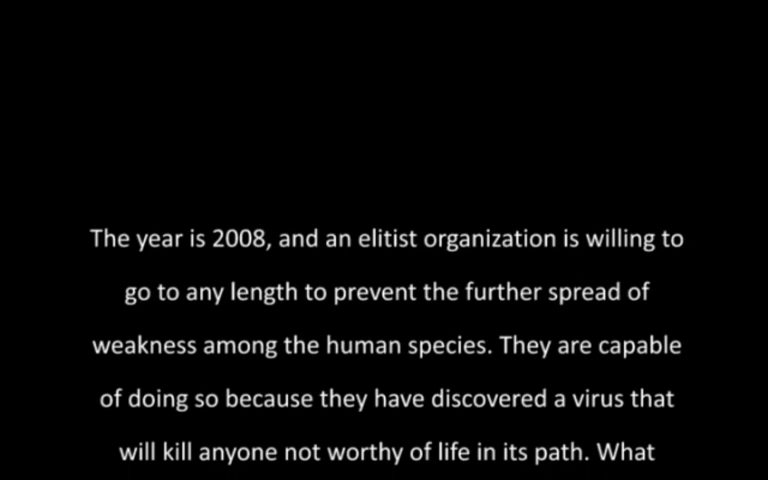 The year is 2008, and an elitist organization is willing to
go to any length to prevent the further spread of
weakness among the human species. They are capable
of doing so because they have discovered a virus that
will kill anyone not worthy of life in its path. What